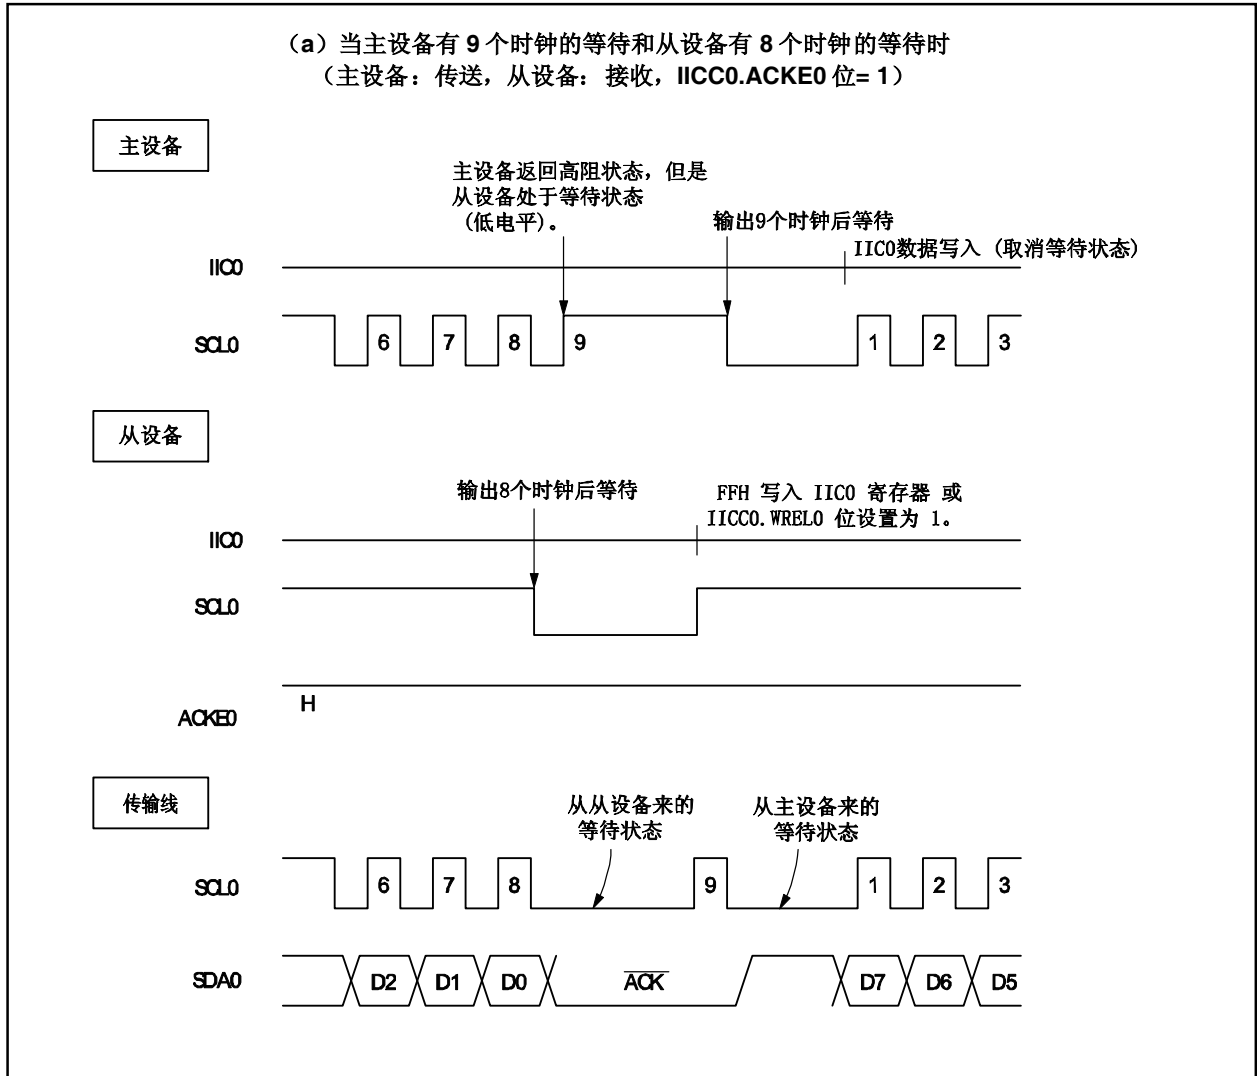 （a）当主设备有 9 个时钟的等待和从设备有 8 个时钟的等待时
（主设备：传送，从设备：接收，IICC0.ACKE0 位= 1）
主设备
主设备返回高阻状态，但是
从设备处于等待状态
(低电平)。
输出9个时钟后等待
IIC0数据写入 (取消等待状态)
IIC0
SCL0
6 7 8 9 1 2 3
从设备
输出8个时钟后等待
FFH 写入 IIC0 寄存器 或
IICC0.WREL0 位设置为 1。
IIC0
SCL0
H
ACKE0
传输线
从从设备来的
等待状态
从主设备来的
等待状态
SCL0
6 7 8 9 1 2 3
SDA0
D2 D1 D0 ACK D7 D6 D5